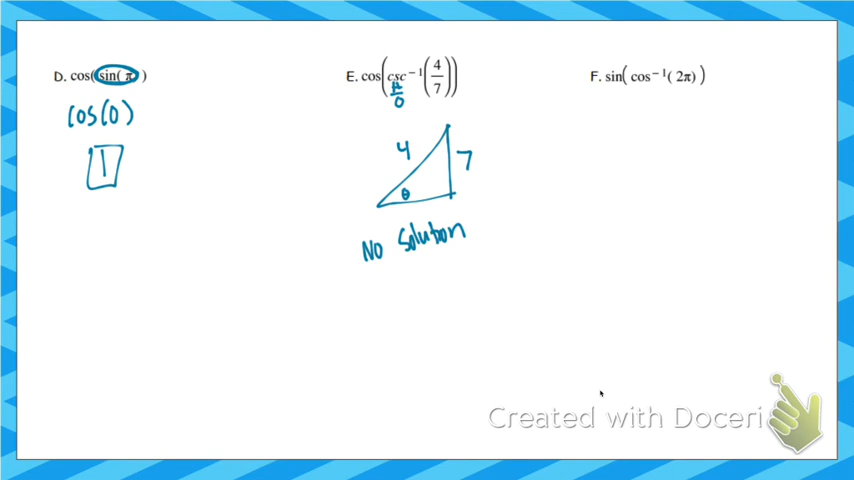 D. cos( sin( π ) )
cos(0)
1
E. cos(csc⁻¹(4/7))
H/O
4
7
θ
No Solution
F. sin( cos⁻¹( 2π) )
Created with Doceri